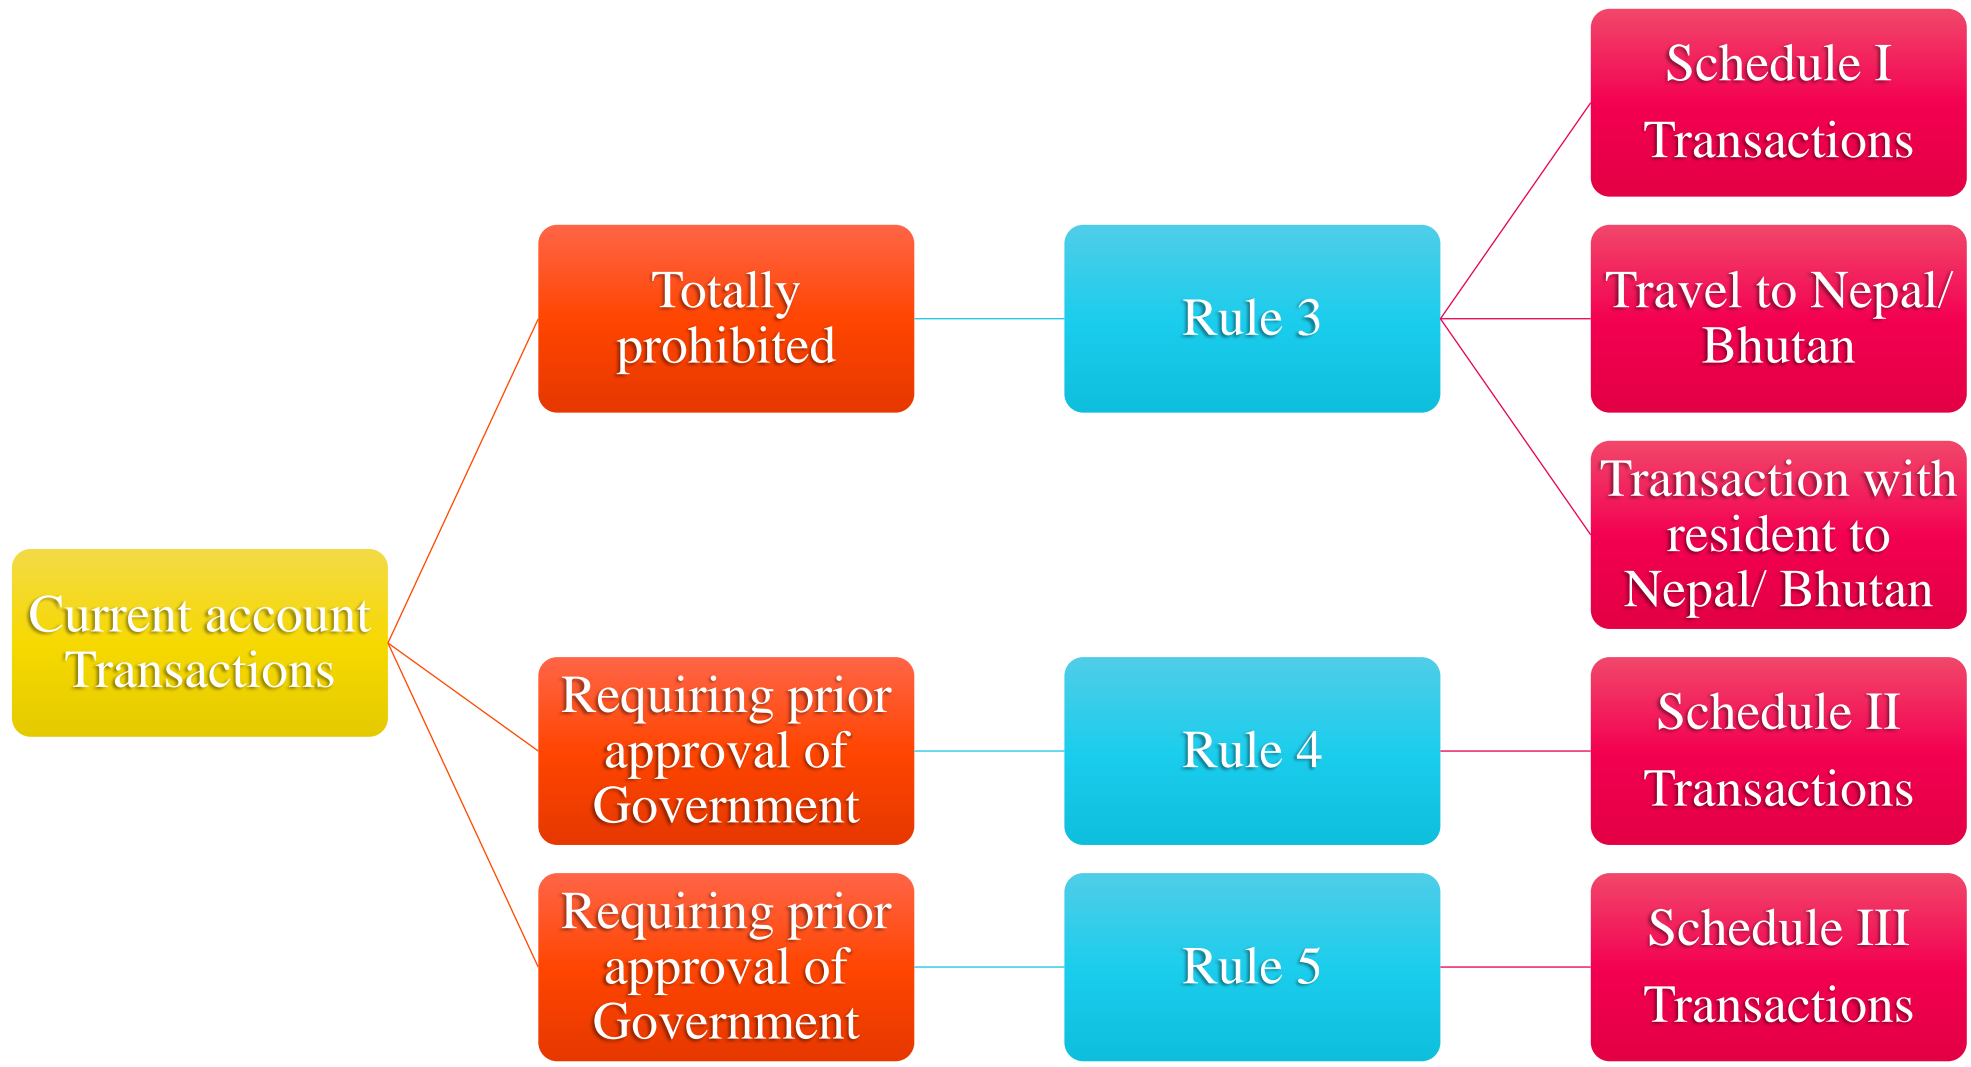 Current account
Transactions
Totally
prohibited
Rule 3
Schedule I
Transactions
Travel to Nepal/
Bhutan
Transaction with
resident to
Nepal/ Bhutan
Requiring prior
approval of
Government
Rule 4
Schedule II
Transactions
Requiring prior
approval of
Government
Rule 5
Schedule III
Transactions